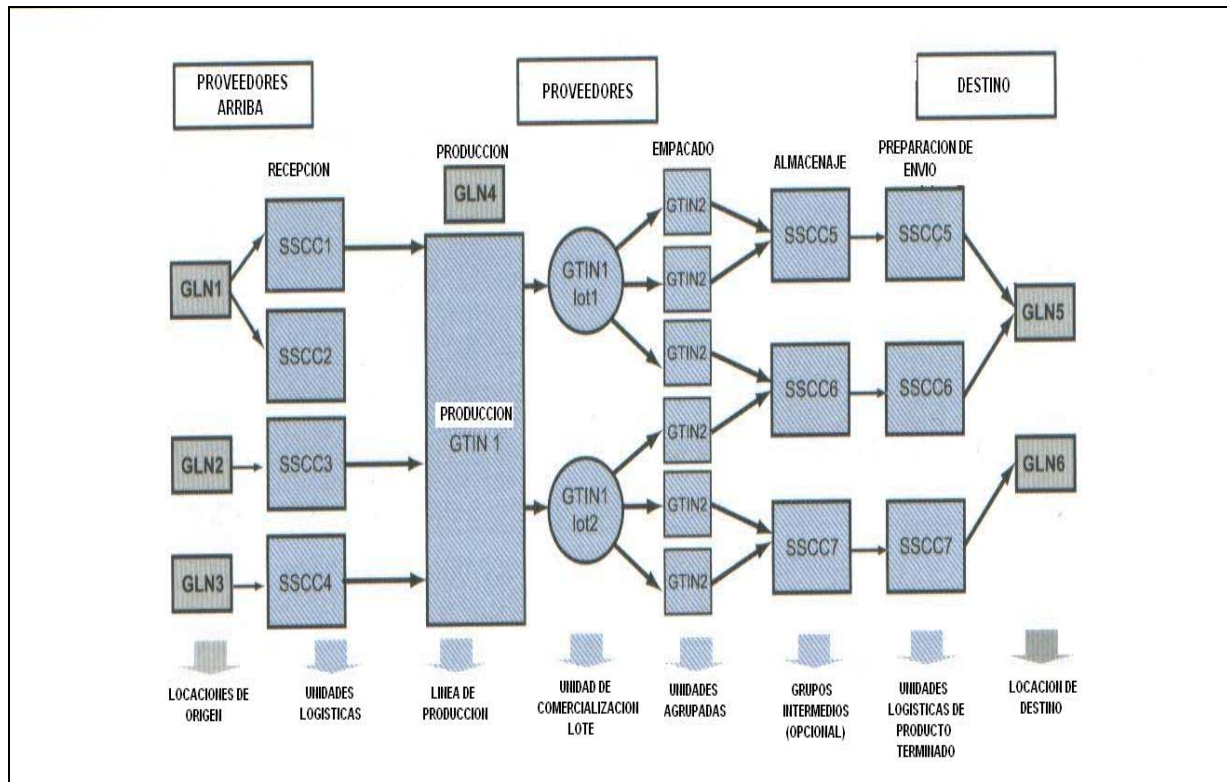 PROVEEDORES
ARRIBA
PROVEEDORES
DESTINO
RECEPCION
PRODUCCION
EMPACADO
ALMACENAJE
PREPARACION DE
ENVIO
GLN4
GLN1
GLN2
GLN3
SSCC1
SSCC2
SSCC3
SSCC4
PRODUCCION
GTIN 1
GTIN1
lot1
GTIN1
lot2
GTIN2
GTIN2
GTIN2
GTIN2
GTIN2
GTIN2
SSCC5
SSCC6
SSCC7
SSCC5
SSCC6
SSCC7
GLN5
GLN6
LOCACIONES DE
ORIGEN
UNIDADES
LOGISTICAS
LINEA DE
PRODUCCION
UNIDAD DE
COMERCIALIZACION
LOTE
UNIDADES
AGRUPADAS
GRUPOS
INTERMEDIOS
(OPCIONAL)
UNIDADES
LOGISTICAS DE
PRODUCTO
TERMINADO
LOCACION DE
DESTINO